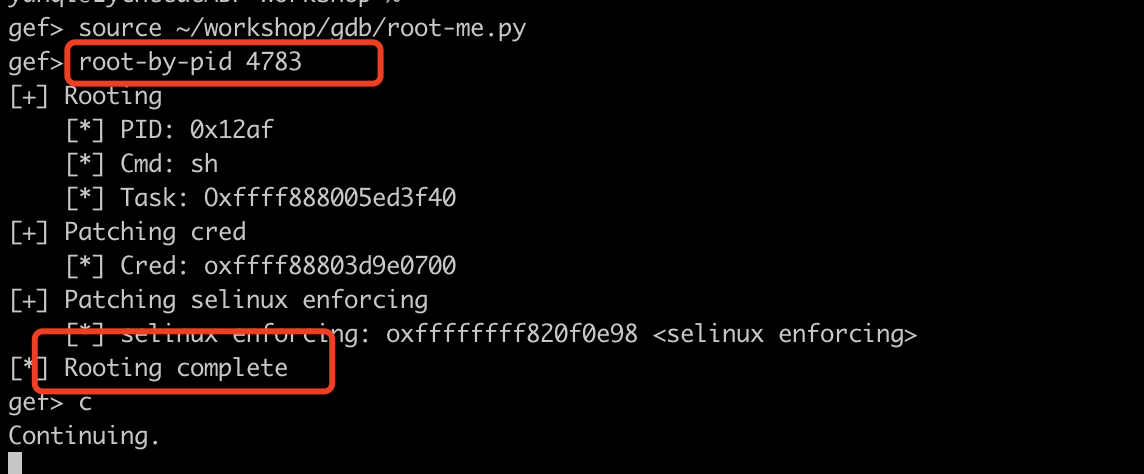 gef> source ~/workshop/gdb/root-me.py
gef> root-by-pid 4783
[+] Rooting
[*] PID: 0x12af
[*] Cmd: sh
[*] Task: 0xffff888005ed3f40
[+] Patching cred
[*] Cred: oxffff88803d9e0700
[+] Patching selinux enforcing
[*] selinux enforcing: oxffffffff820f0e98 <selinux enforcing>
[*] Rooting complete
gef> c
Continuing.